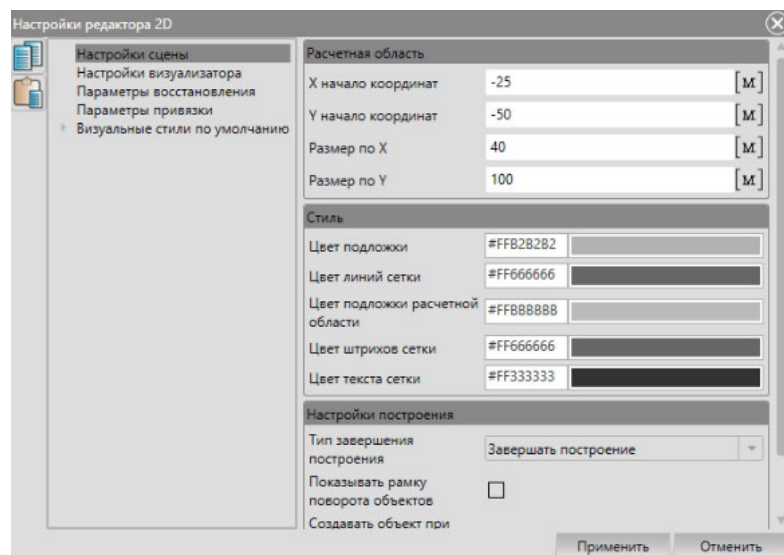 Настройки редактора 2D
Настройки сцены
Настройки визуализатора
Параметры восстановления
Параметры привязки
Визуальные стили по умолчанию
Расчетная область
X начало координат -25 [м]
Y начало координат -50 [м]
Размер по X 40 [м]
Размер по Y 100 [м]
Стиль
Цвет подложки #FFB2B2B2
Цвет линий сетки #FF666666
Цвет подложки расчетной
области
#FFBBBBBB
Цвет штрихов сетки #FF666666
Цвет текста сетки #FF333333
Настройки построения
Тип завершения
построения
Завершать построение
Показывать рамку
поворота объектов
Создавать объект при
Применить Отменить